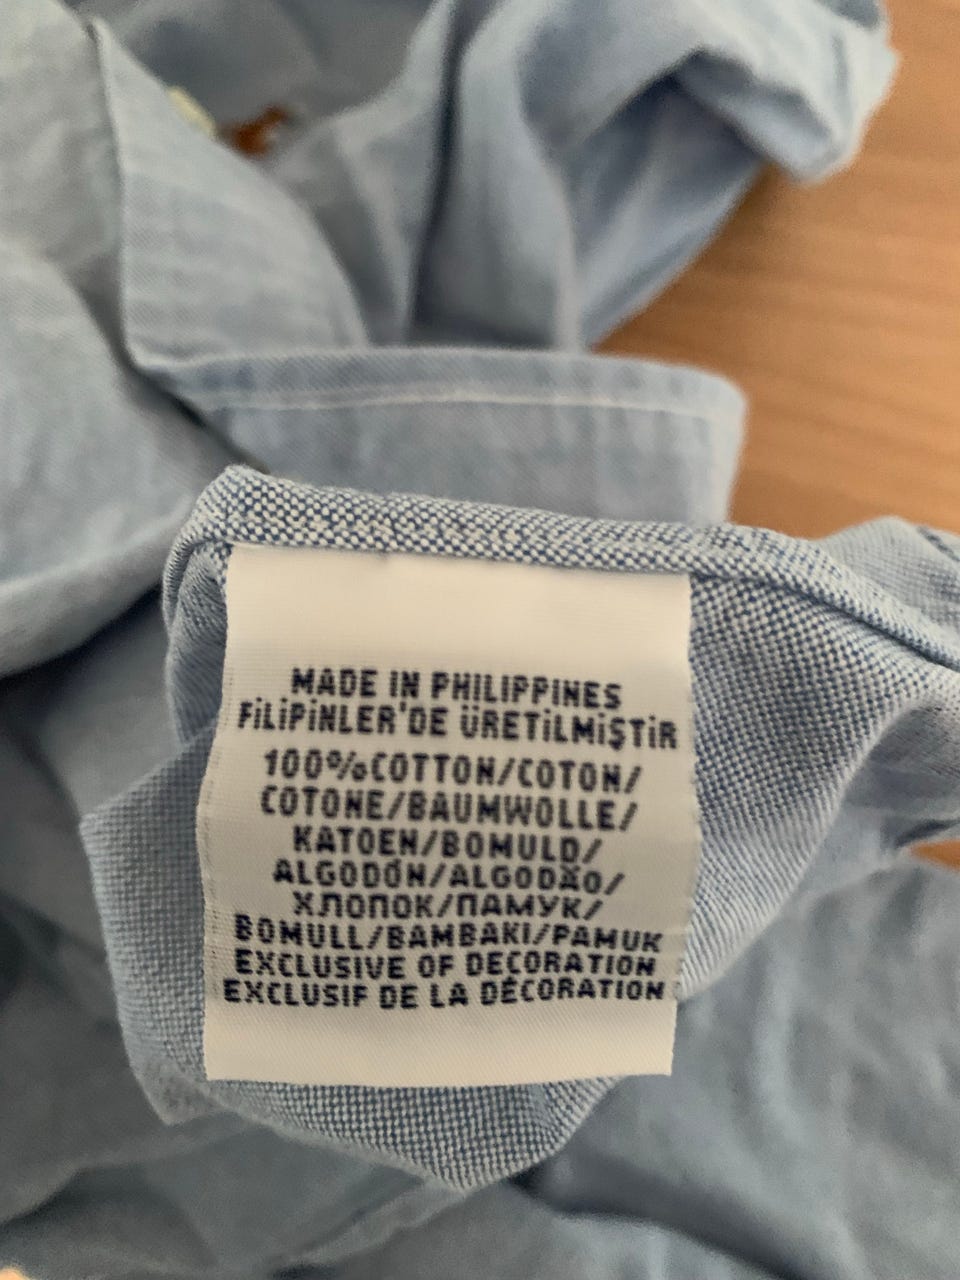 MADE IN PHILIPPINES
FİLİPİNLER'DE ÜRETİLMİŞTİR
100%COTTON/COTON/
COTONE/BAUMWOLLE/
KATOEN/BOMULD/
ALGODÓN/ALGODÃO/
ХЛОПОК/ПАМУК/
BOMULL/BAMBAKI/PAMUK
EXCLUSIVE OF DECORATION
EXCLUSIF DE LA DÉCORATION